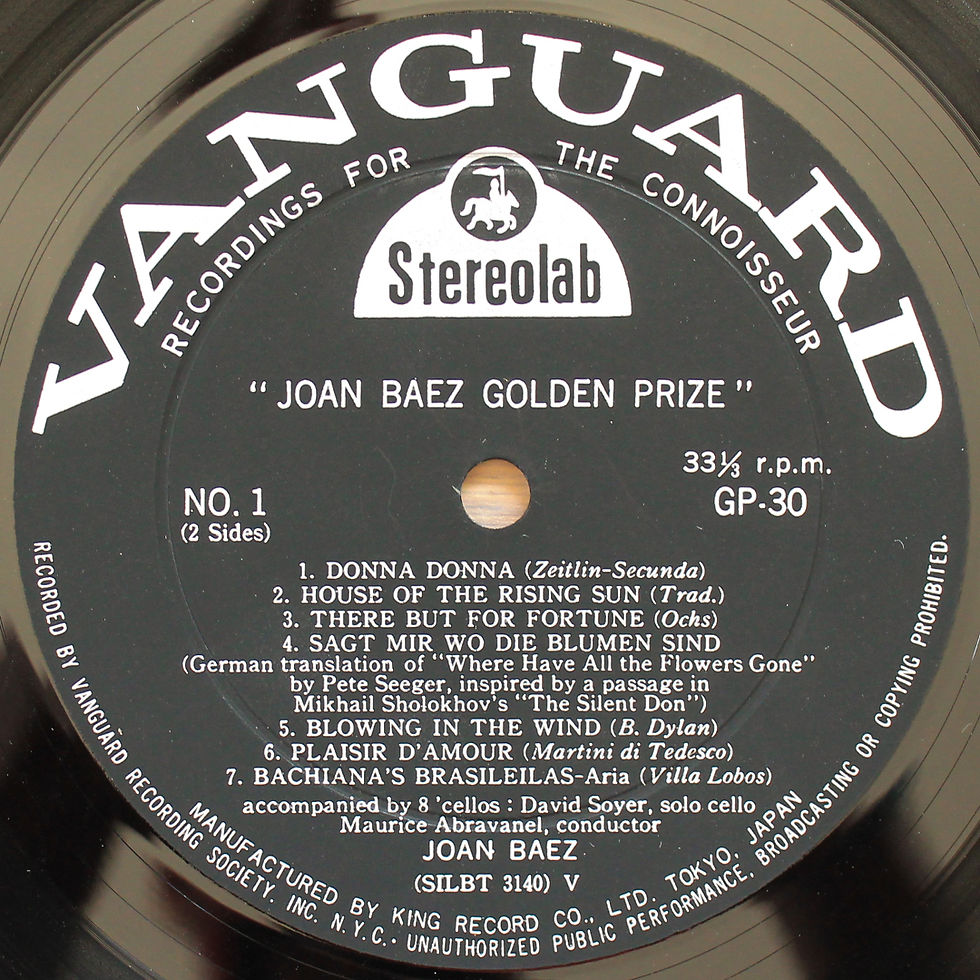 VANGUARD
RECORDINGS FOR THE CONNOISSEUR
Stereolab
“JOAN BAEZ GOLDEN PRIZE”
33⅓ r.p.m.
NO. 1
GP-30
(2 Sides)
1. DONNA DONNA (Zeitlin-Secunda)
2. HOUSE OF THE RISING SUN (Trad.)
3. THERE BUT FOR FORTUNE (Ochs)
4. SAGT MIR WO DIE BLUMEN SIND
(German translation of “Where Have All the Flowers Gone”
by Pete Seeger, inspired by a passage in
Mikhail Sholokhov’s “The Silent Don”)
5. BLOWING IN THE WIND (B. Dylan)
6. PLAISIR D’AMOUR (Martini di Tedesco)
7. BACHIANA’S BRASILEILAS-Aria (Villa Lobos)
accompanied by 8 ’cellos : David Soyer, solo cello
Maurice Abravanel, conductor
JOAN BAEZ
(SILBT 3140) V
MANUFACTURED BY KING RECORD CO., LTD. TOKYO, JAPAN
RECORDED BY VANGUARD RECORDING SOCIETY, INC. N.Y.C. · UNAUTHORIZED PUBLIC PERFORMANCE, BROADCASTING OR COPYING PROHIBITED.